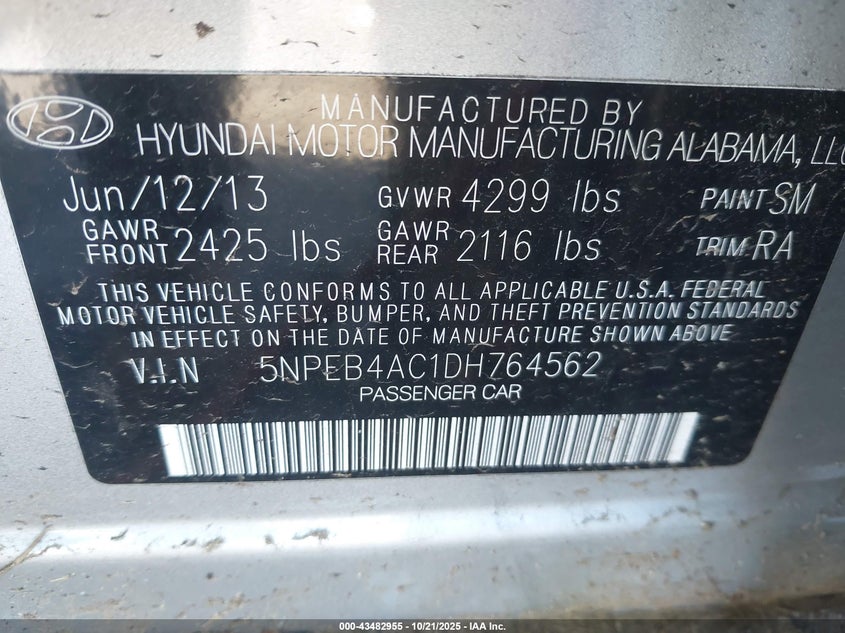 MANUFACTURED BY
HYUNDAI MOTOR MANUFACTURING ALABAMA, LLC
Jun/12/13 GVWR 4299 lbs PAINT SM
GAWR FRONT 2425 lbs GAWR REAR 2116 lbs TRIM RA
THIS VEHICLE CONFORMS TO ALL APPLICABLE U.S.A. FEDERAL
MOTOR VEHICLE SAFETY, BUMPER, AND THEFT PREVENTION STANDARDS
IN EFFECT ON THE DATE OF MANUFACTURE SHOWN ABOVE
V.I.N 5NPEB4AC1DH764562
PASSENGER CAR
000-43482955 - 10/21/2025 - IAA Inc.